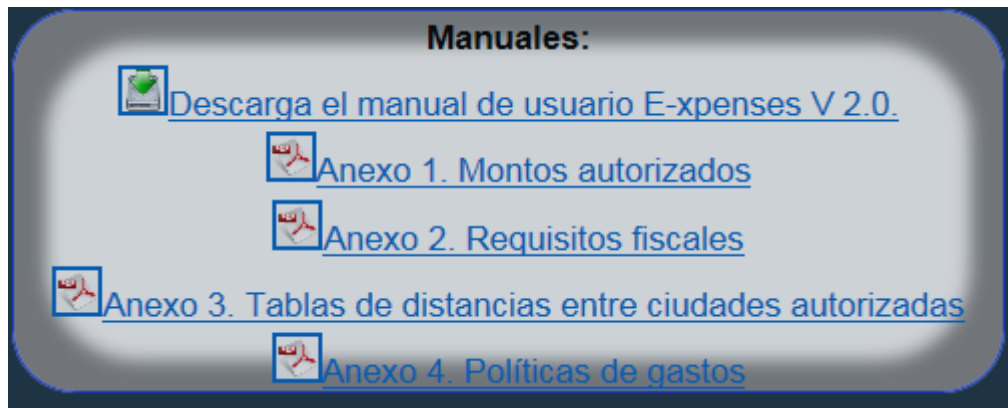 Manuales:
Descarga el manual de usuario E-xpenses V 2.0.
Anexo 1. Montos autorizados
Anexo 2. Requisitos fiscales
Anexo 3. Tablas de distancias entre ciudades autorizadas
Anexo 4. Políticas de gastos